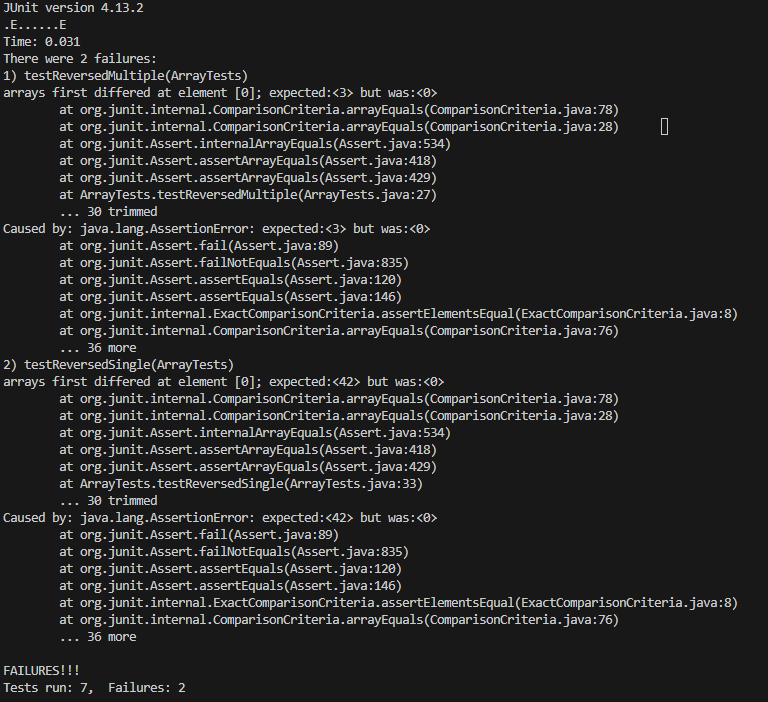 JUnit version 4.13.2
.E......E
Time: 0.031
There were 2 failures:
1) testReversedMultiple(ArrayTests)
arrays first differed at element [0]; expected:<3> but was:<0>
        at org.junit.internal.ComparisonCriteria.arrayEquals(ComparisonCriteria.java:78)
        at org.junit.internal.ComparisonCriteria.arrayEquals(ComparisonCriteria.java:28)
        at org.junit.Assert.internalArrayEquals(Assert.java:534)
        at org.junit.Assert.assertArrayEquals(Assert.java:418)
        at org.junit.Assert.assertArrayEquals(Assert.java:429)
        at ArrayTests.testReversedMultiple(ArrayTests.java:27)
        ... 30 trimmed
Caused by: java.lang.AssertionError: expected:<3> but was:<0>
        at org.junit.Assert.fail(Assert.java:89)
        at org.junit.Assert.failNotEquals(Assert.java:835)
        at org.junit.Assert.assertEquals(Assert.java:120)
        at org.junit.Assert.assertEquals(Assert.java:146)
        at org.junit.internal.ExactComparisonCriteria.assertElementsEqual(ExactComparisonCriteria.java:8)
        at org.junit.internal.ComparisonCriteria.arrayEquals(ComparisonCriteria.java:76)
        ... 36 more
2) testReversedSingle(ArrayTests)
arrays first differed at element [0]; expected:<42> but was:<0>
        at org.junit.internal.ComparisonCriteria.arrayEquals(ComparisonCriteria.java:78)
        at org.junit.internal.ComparisonCriteria.arrayEquals(ComparisonCriteria.java:28)
        at org.junit.Assert.internalArrayEquals(Assert.java:534)
        at org.junit.Assert.assertArrayEquals(Assert.java:418)
        at org.junit.Assert.assertArrayEquals(Assert.java:429)
        at ArrayTests.testReversedSingle(ArrayTests.java:33)
        ... 30 trimmed
Caused by: java.lang.AssertionError: expected:<42> but was:<0>
        at org.junit.Assert.fail(Assert.java:89)
        at org.junit.Assert.failNotEquals(Assert.java:835)
        at org.junit.Assert.assertEquals(Assert.java:120)
        at org.junit.Assert.assertEquals(Assert.java:146)
        at org.junit.internal.ExactComparisonCriteria.assertElementsEqual(ExactComparisonCriteria.java:8)
        at org.junit.internal.ComparisonCriteria.arrayEquals(ComparisonCriteria.java:76)
        ... 36 more

FAILURES!!!
Tests run: 7,  Failures: 2